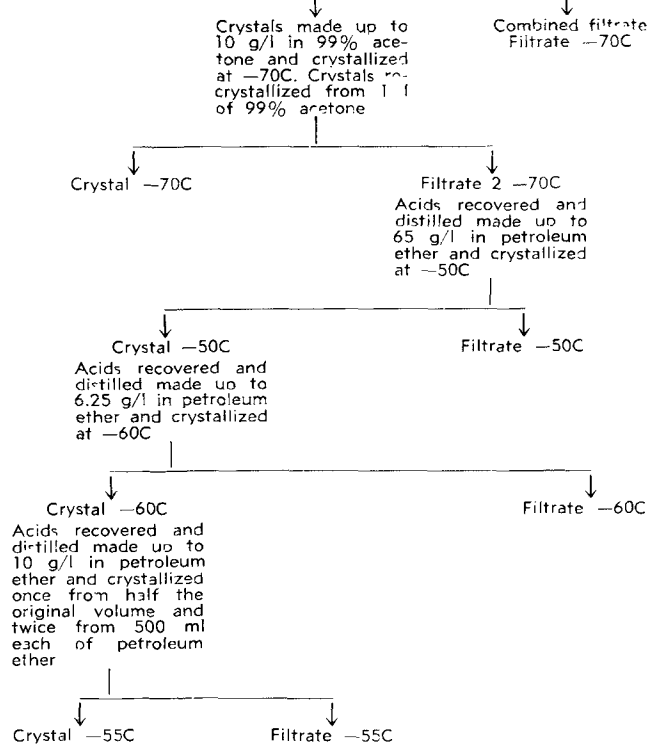 Crystals made up to
10 g/l in 99% ace-
tone and crystallized
at —70C. Crystals re-
crystallized from 1 l
of 99% acetone
Combined filtrate
Filtrate —70C
Crystal —70C
Filtrate 2 —70C
Acids recovered and
distilled made up to
65 g/l in petroleum
ether and crystallized
at —50C
Crystal —50C
Filtrate —50C
Acids recovered and
distilled made up to
6.25 g/l in petroleum
ether and crystallized
at —60C
Crystal —60C
Filtrate —60C
Acids recovered and
distilled made up to
10 g/l in petroleum
ether and crystallized
once from half the
original volume and
twice from 500 ml
each of petroleum
ether
Crystal —55C
Filtrate —55C